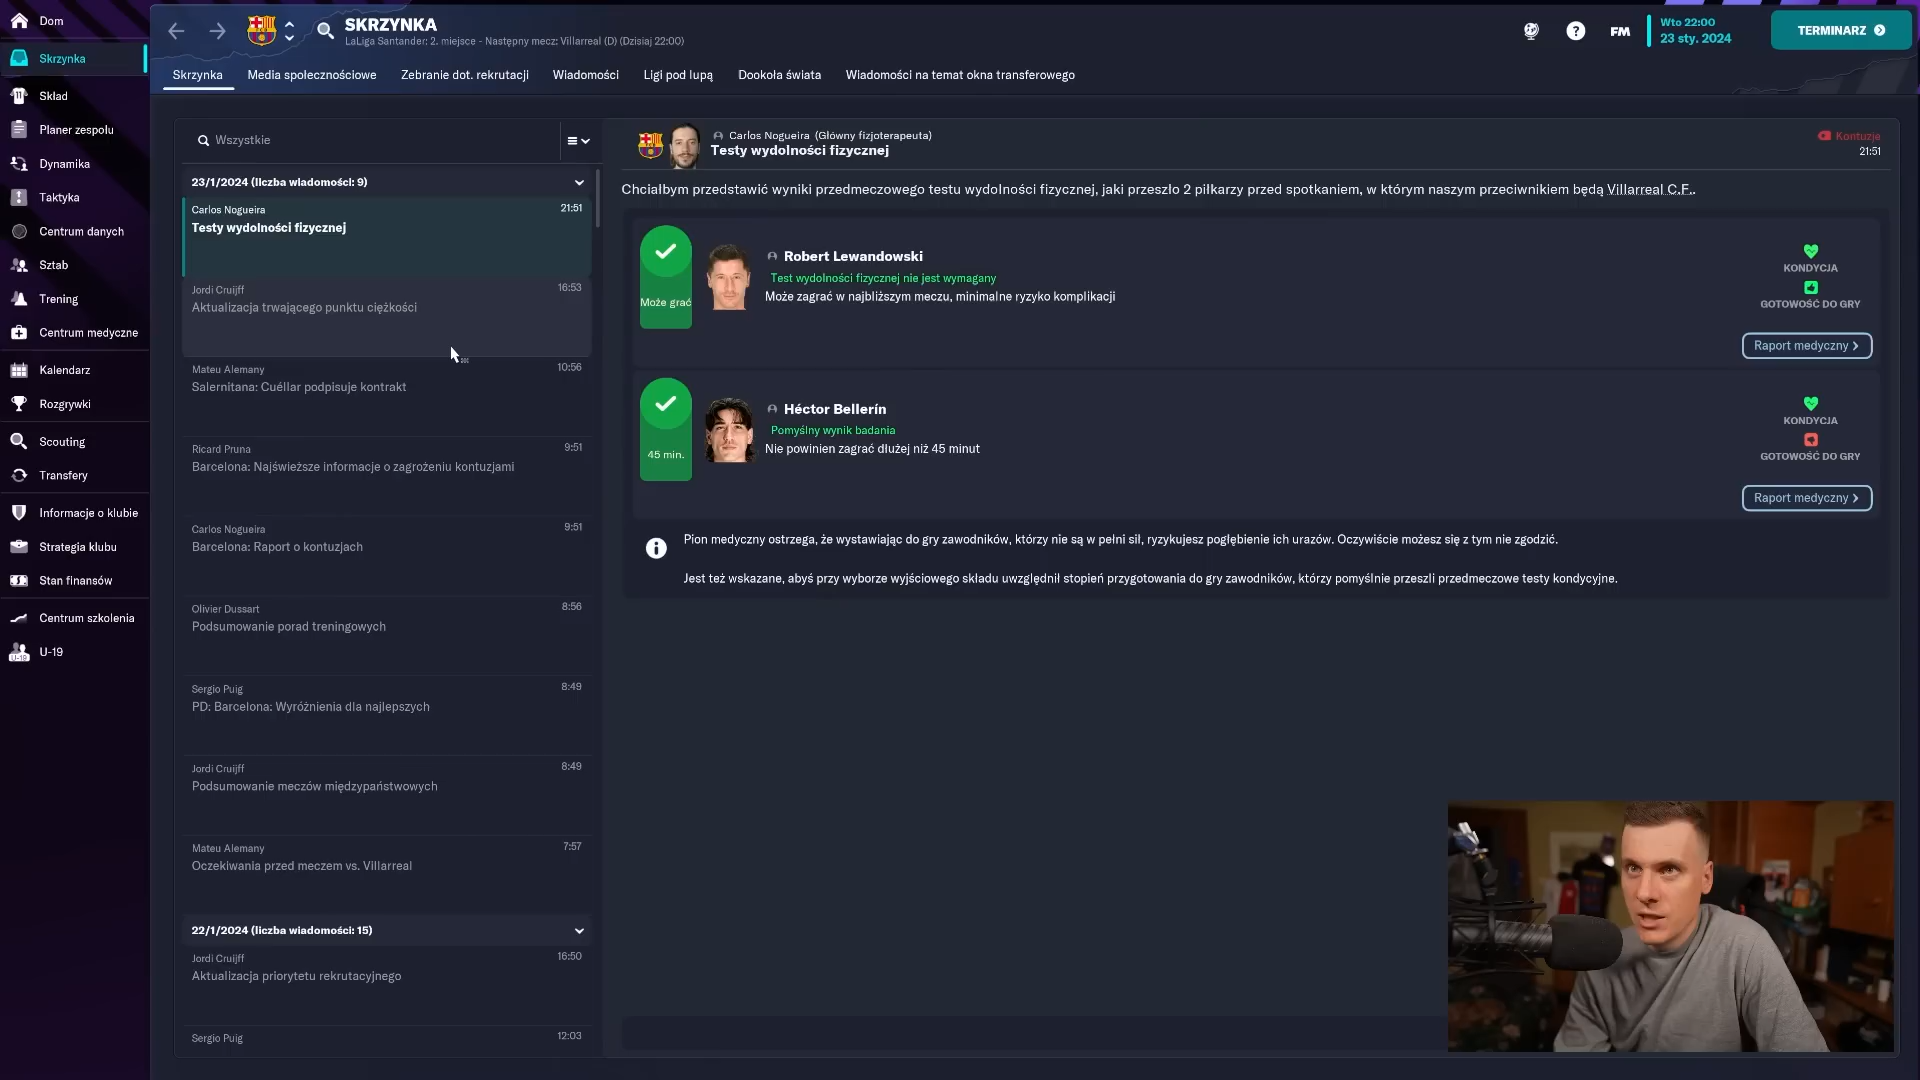 Dom
Skrzynka
Skład
Planer zespołu
Dynamika
Taktyka
Centrum danych
Sztab
Trening
Centrum medyczne
Kalendarz
Rozgrywki
Scouting
Transfery
Informacje o klubie
Strategia klubu
Stan finansów
Centrum szkolenia
U-19
SKRZYNKA
LaLiga Santander: 2. miejsce - Następny mecz: Villarreal (D) (Dzisiaj 22:00)
FM
Wto 22:00
23 sty. 2024
TERMINARZ
Skrzynka Media społecznościowe Zebranie dot. rekrutacji Wiadomości Ligi pod lupą Dookoła świata Wiadomości na temat okna transferowego
Wszystkie
23/1/2024 (liczba wiadomości: 9)
Carlos Nogueira 21:51
Testy wydolności fizycznej
Jordi Cruijff 16:53
Aktualizacja trwającego punktu ciężkości
Mateu Alemany 10:56
Salernitana: Cuéllar podpisuje kontrakt
Ricard Pruna 9:51
Barcelona: Najświeższe informacje o zagrożeniu kontuzjami
Carlos Nogueira 9:51
Barcelona: Raport o kontuzjach
Olivier Dussart 8:56
Podsumowanie porad treningowych
Sergio Puig 8:49
PD: Barcelona: Wyróżnienia dla najlepszych
Jordi Cruijff 8:49
Podsumowanie meczów międzypaństwowych
Mateu Alemany 7:57
Oczekiwania przed meczem vs. Villarreal
22/1/2024 (liczba wiadomości: 15)
Jordi Cruijff 16:50
Aktualizacja priorytetu rekrutacyjnego
Sergio Puig 12:03
Carlos Nogueira (Główny fizjoterapeuta)
Testy wydolności fizycznej
Kontuzje
21:51
Chciałbym przedstawić wyniki przedmeczowego testu wydolności fizycznej, jaki przeszło 2 piłkarzy przed spotkaniem, w którym naszym przeciwnikiem będą Villarreal C.F..
Może grać
Robert Lewandowski
Test wydolności fizycznej nie jest wymagany
Może zagrać w najbliższym meczu, minimalne ryzyko komplikacji
KONDYCJA
GOTOWOŚĆ DO GRY
Raport medyczny
45 min.
Héctor Bellerín
Pomyślny wynik badania
Nie powinien zagrać dłużej niż 45 minut
KONDYCJA
GOTOWOŚĆ DO GRY
Raport medyczny
Pion medyczny ostrzega, że wystawiając do gry zawodników, którzy nie są w pełni sił, ryzykujesz pogłębienie ich urazów. Oczywiście możesz się z tym nie zgodzić.
Jest też wskazane, abyś przy wyborze wyjściowego składu uwzględnił stopień przygotowania do gry zawodników, którzy pomyślnie przeszli przedmeczowe testy kondycyjne.